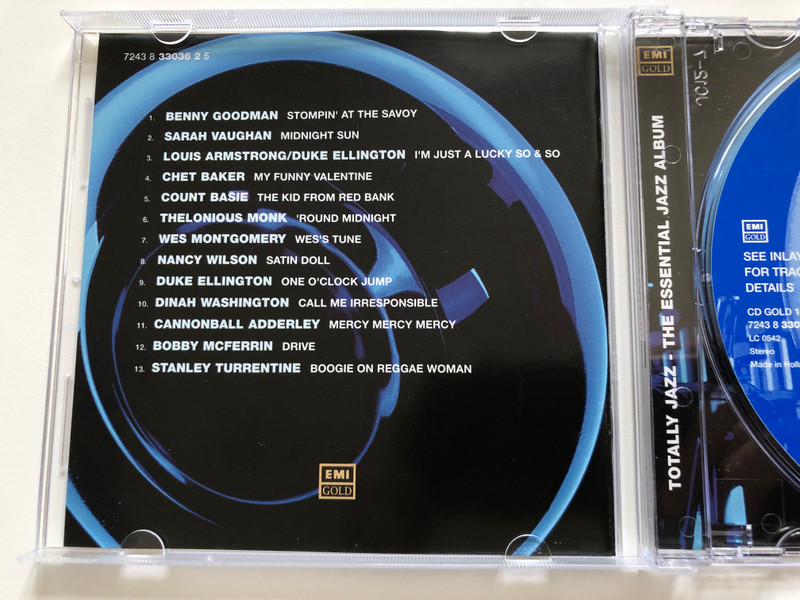 7243 8 33036 2 5
1. BENNY GOODMAN STOMPIN' AT THE SAVOY
2. SARAH VAUGHAN MIDNIGHT SUN
3. LOUIS ARMSTRONG/DUKE ELLINGTON I'M JUST A LUCKY SO & SO
4. CHET BAKER MY FUNNY VALENTINE
5. COUNT BASIE THE KID FROM RED BANK
6. THELONIOUS MONK 'ROUND MIDNIGHT
7. WES MONTGOMERY WES'S TUNE
8. NANCY WILSON SATIN DOLL
9. DUKE ELLINGTON ONE O'CLOCK JUMP
10. DINAH WASHINGTON CALL ME IRRESPONSIBLE
11. CANNONBALL ADDERLEY MERCY MERCY MERCY
12. BOBBY MCFERRIN DRIVE
13. STANLEY TURRENTINE BOOGIE ON REGGAE WOMAN
EMI
GOLD
EMI
GOLD
TOTALLY JAZZ - THE ESSENTIAL JAZZ ALBUM
EMI
GOLD
SEE INLAY
FOR TRAC
DETAILS
CD GOLD 1
7243 8 330
LC 0542
Stereo
Made in Holla